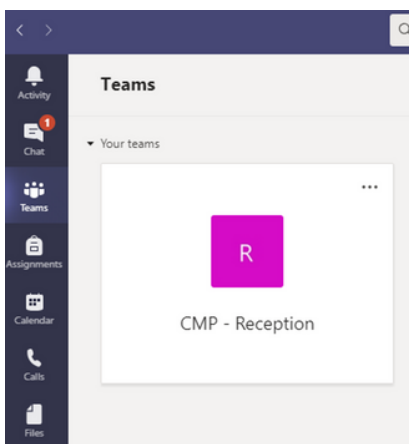 Activity
1
Chat
Teams
Assignments
Calendar
Calls
Files
Teams
Your teams
R
CMP - Reception